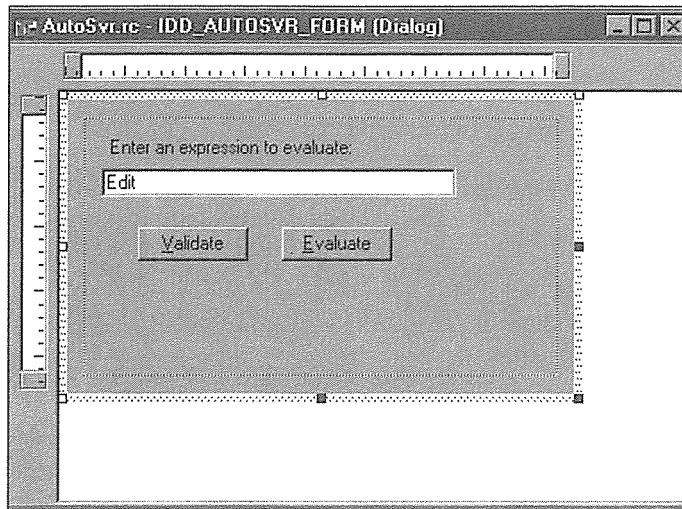 AutoSvr.rc - IDD_AUTOSVR_FORM (Dialog)
Enter an expression to evaluate:
Edit
Validate Evaluate